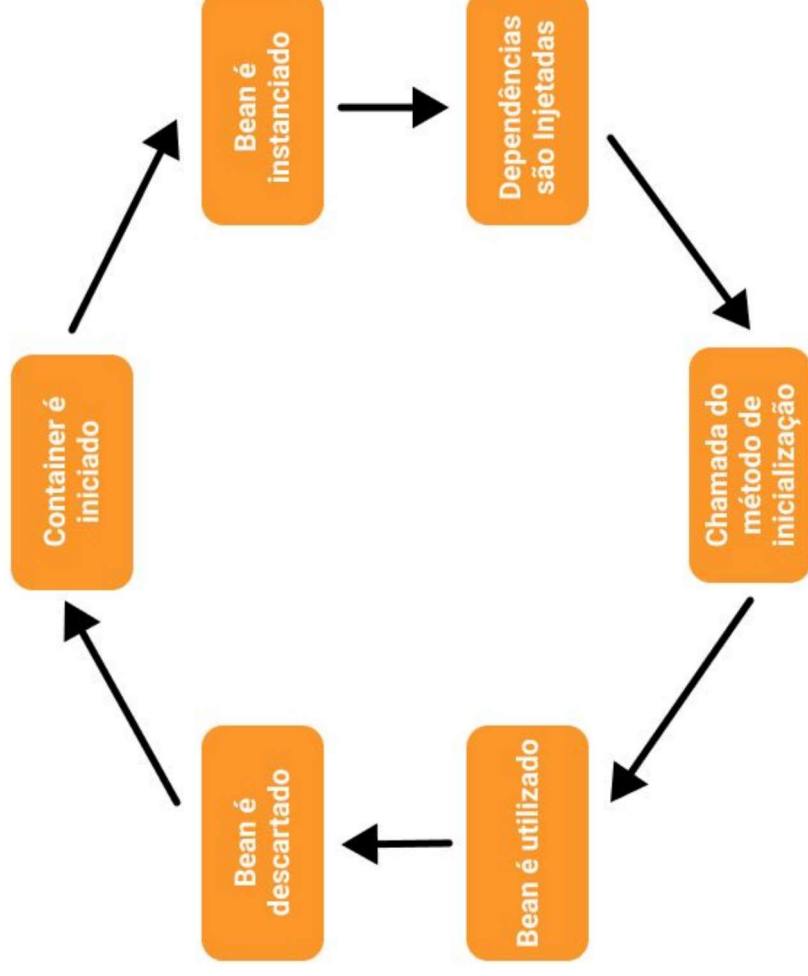 Container é
iniciado
Bean é
instanciado
Dependências
são Injetadas
Chamada do
método de
inicialização
Bean é utilizado
Bean é
descartado